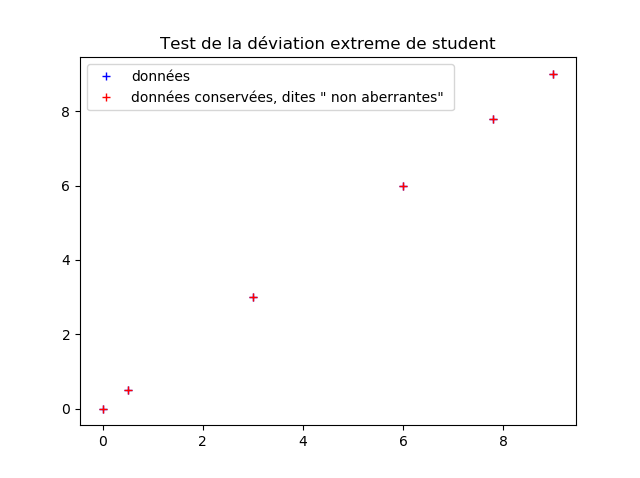 Test de la déviation extreme de student
données
données conservées, dites " non aberrantes"
8
6
4
2
0
0 2 4 6 8